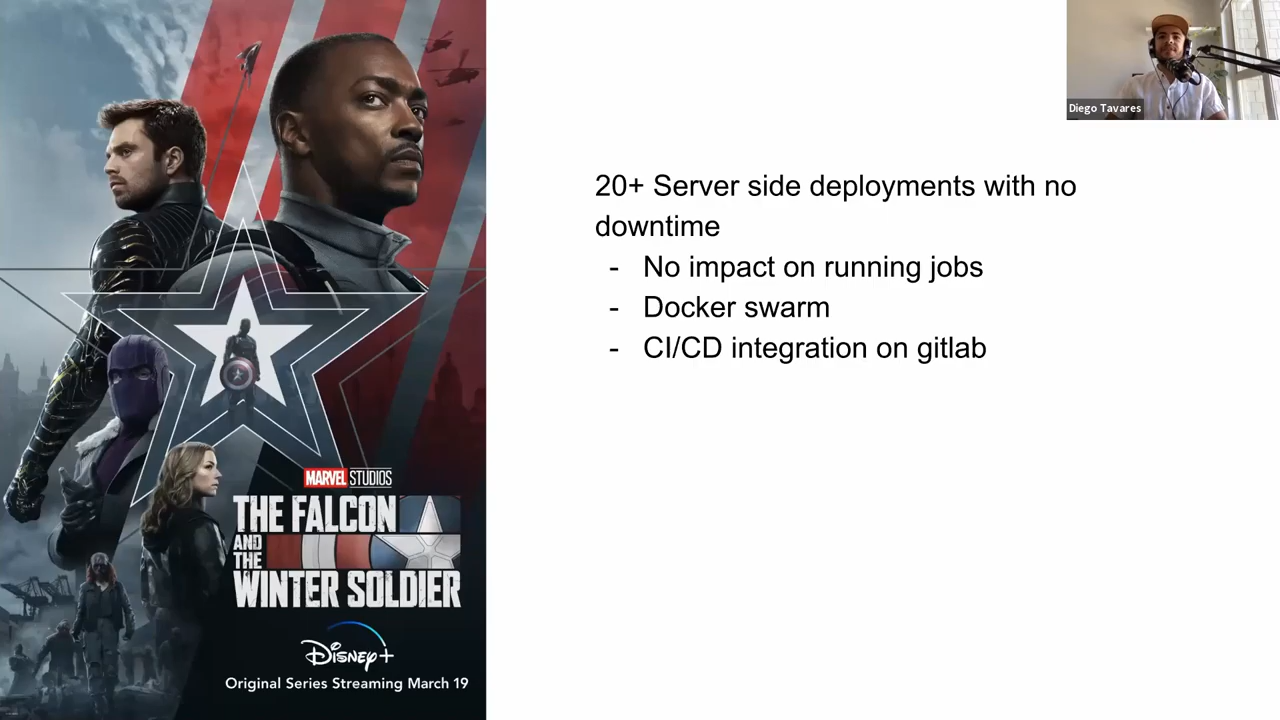 Diego Tavares
20+ Server side deployments with no
downtime
- No impact on running jobs
- Docker swarm
- CI/CD integration on gitlab
MARVEL STUDIOS
THE FALCON
AND
THE
WINTER SOLDIER
Disney+
Original Series Streaming March 19